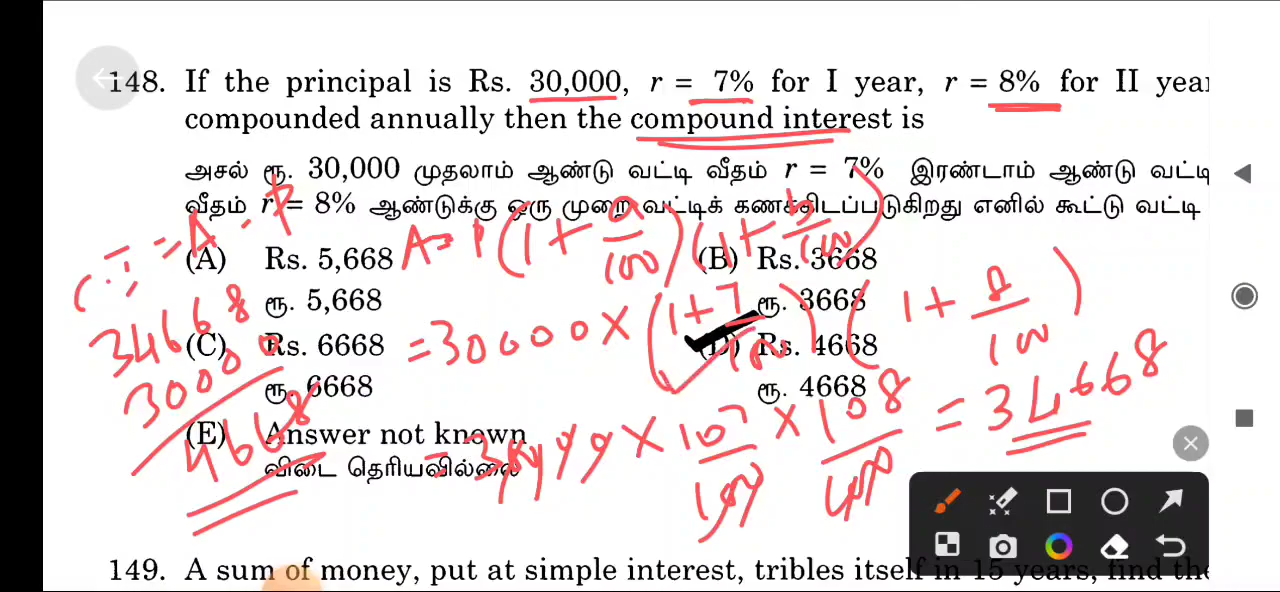 148. If the principal is Rs. 30,000, r = 7% for I year, r = 8% for II year
compounded annually then the compound interest is
அசல் ரூ. 30,000 முதலாம் ஆண்டு வட்டி வீதம் r = 7% இரண்டாம் ஆண்டு வட்டி
வீதம் r = 8% ஆண்டுக்கு ஒரு முறை வட்டிக் கணக்கிடப்படுகிறது எனில் கூட்டு வட்டி
C.I = A - P
A = P (1 + a/100) (1 + b/100)
(A) Rs. 5,668 (B) Rs. 3668
ரூ. 5,668 ரூ. 3668
= 30000 × (1 + 7/100) (1 + 8/100)
(C) Rs. 6668 (D) Rs. 4668
ரூ. 6668 ரூ. 4668
34668
30000
4668
× 107/100 × 108/100 = 34668
(E) Answer not known
விடை தெரியவில்லை
149. A sum of money, put at simple interest, tribles itself in 15 years, find the